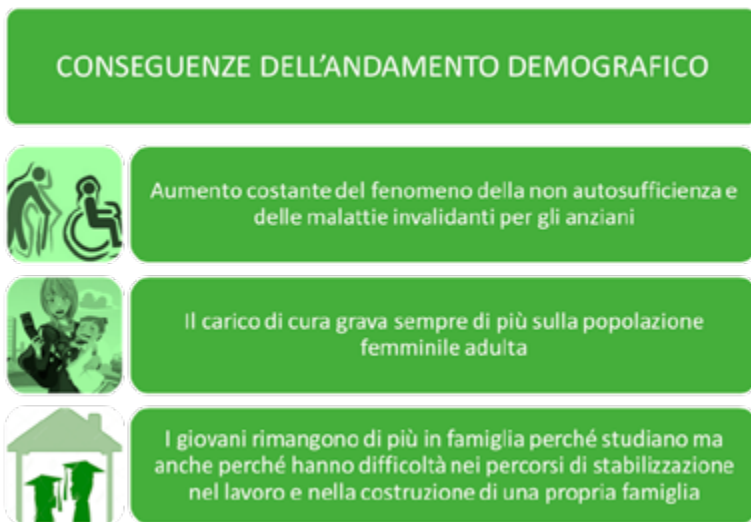 CONSEGUENZE DELL'ANDAMENTO DEMOGRAFICO
Aumento costante del fenomeno della non autosufficienza e
delle malattie invalidanti per gli anziani
Il carico di cura grava sempre di più sulla popolazione
femminile adulta
I giovani rimangono di più in famiglia perché studiano ma
anche perché hanno difficoltà nei percorsi di stabilizzazione
nel lavoro e nella costruzione di una propria famiglia